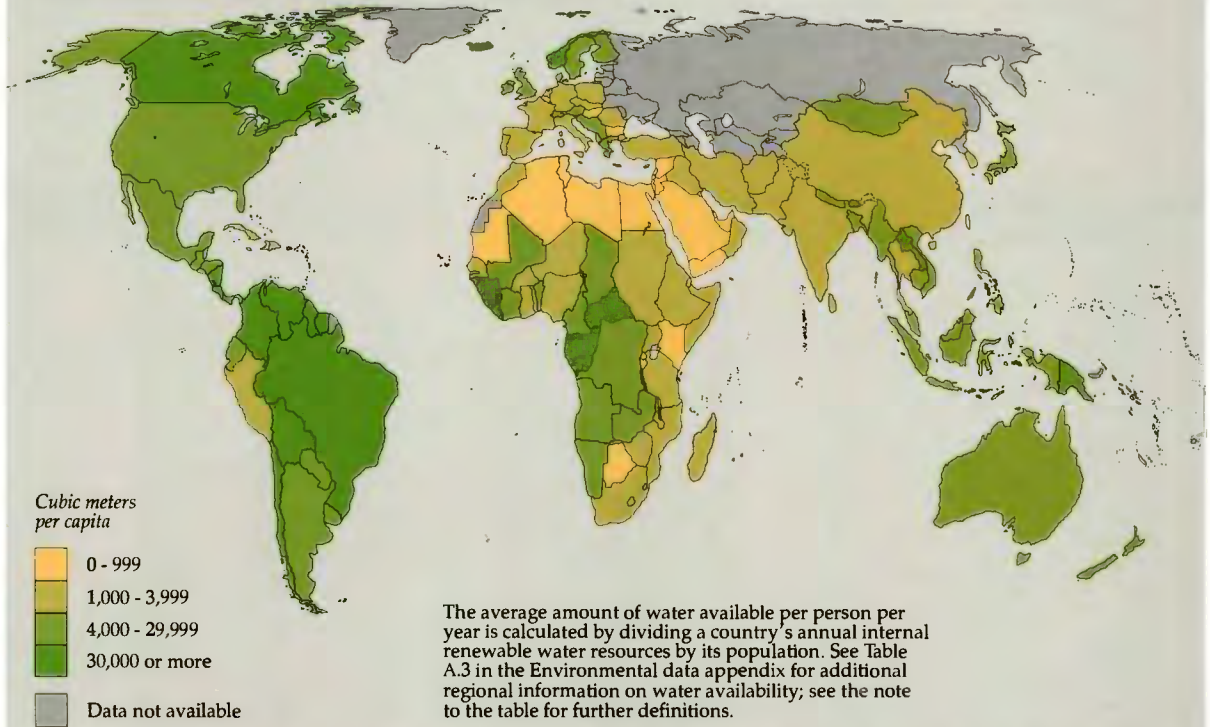 Cubic meters
per capita
0 - 999
1,000 - 3,999
4,000 - 29,999
30,000 or more
Data not available
The average amount of water available per person per
year is calculated by dividing a country's annual internal
renewable water resources by its population. See Table
A.3 in the Environmental data appendix for additional
regional information on water availability; see the note
to the table for further definitions.